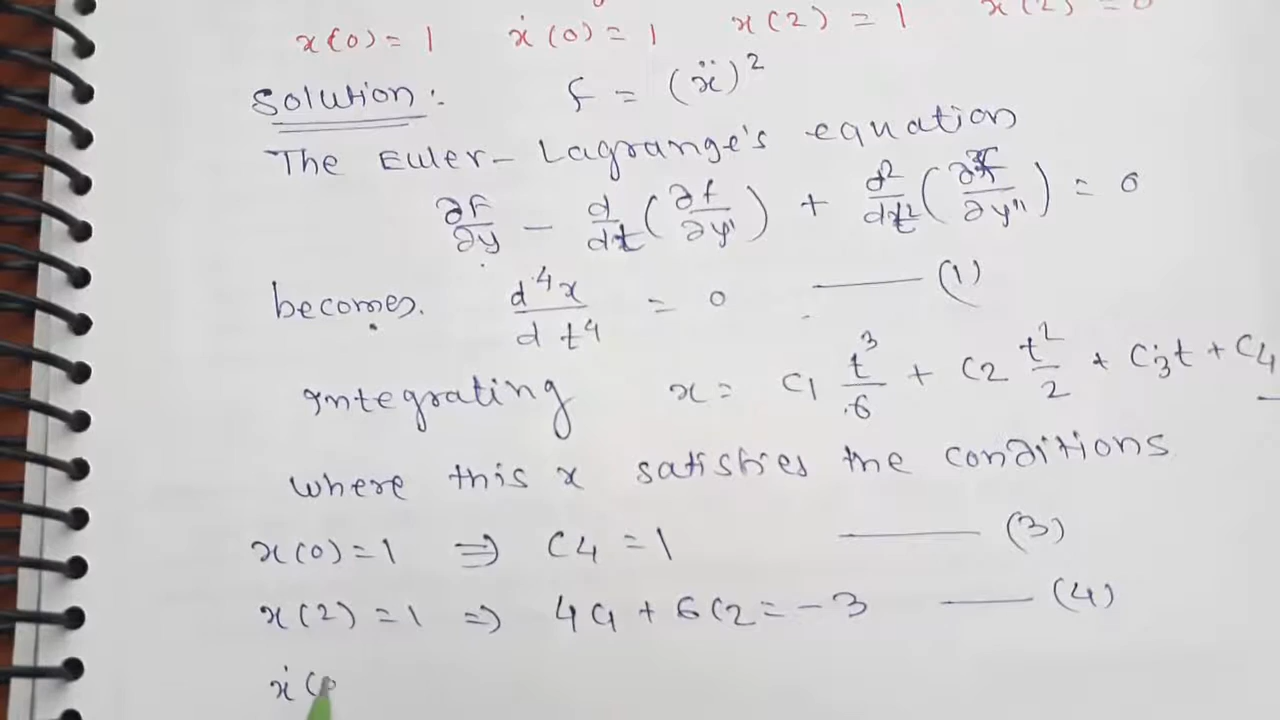 x(0) = 1 ẋ(0) = 1 x(2) = 1 x(2) = 0
Solution: f = (ẍ)²
The Euler-Lagrange's equation
∂F/∂y - d/dt (∂f/∂y') + d²/dt² (∂f/∂y'') = 0
becomes. d⁴x/dt⁴ = 0 —— (1)
Integrating x = C1 t³/6 + C2 t²/2 + C3t + C4
where this x satisfies the conditions
x(0) = 1 ⇒ C4 = 1 —— (3)
x(2) = 1 ⇒ 4C1 + 6C2 = -3 —— (4)
ẋ(